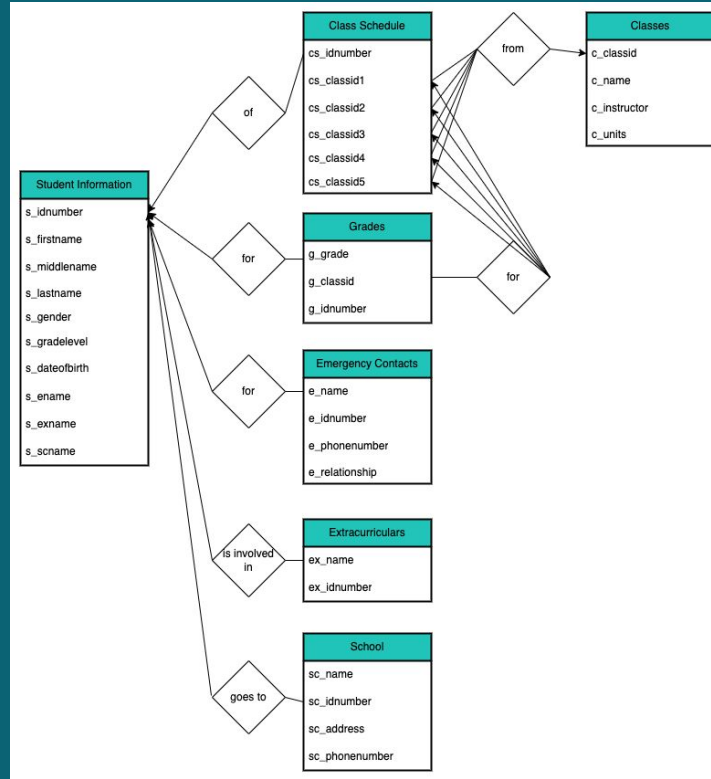 Class Schedule
cs_idnumber
cs_classid1
cs_classid2
cs_classid3
cs_classid4
cs_classid5
from
Classes
c_classid
c_name
c_instructor
c_units
of
Student Information
s_idnumber
s_firstname
s_middlename
s_lastname
s_gender
s_gradelevel
s_dateofbirth
s_ename
s_exname
s_scname
for
Grades
g_grade
g_classid
g_idnumber
for
for
Emergency Contacts
e_name
e_idnumber
e_phonenumber
e_relationship
is involved
in
Extracurriculars
ex_name
ex_idnumber
goes to
School
sc_name
sc_idnumber
sc_address
sc_phonenumber